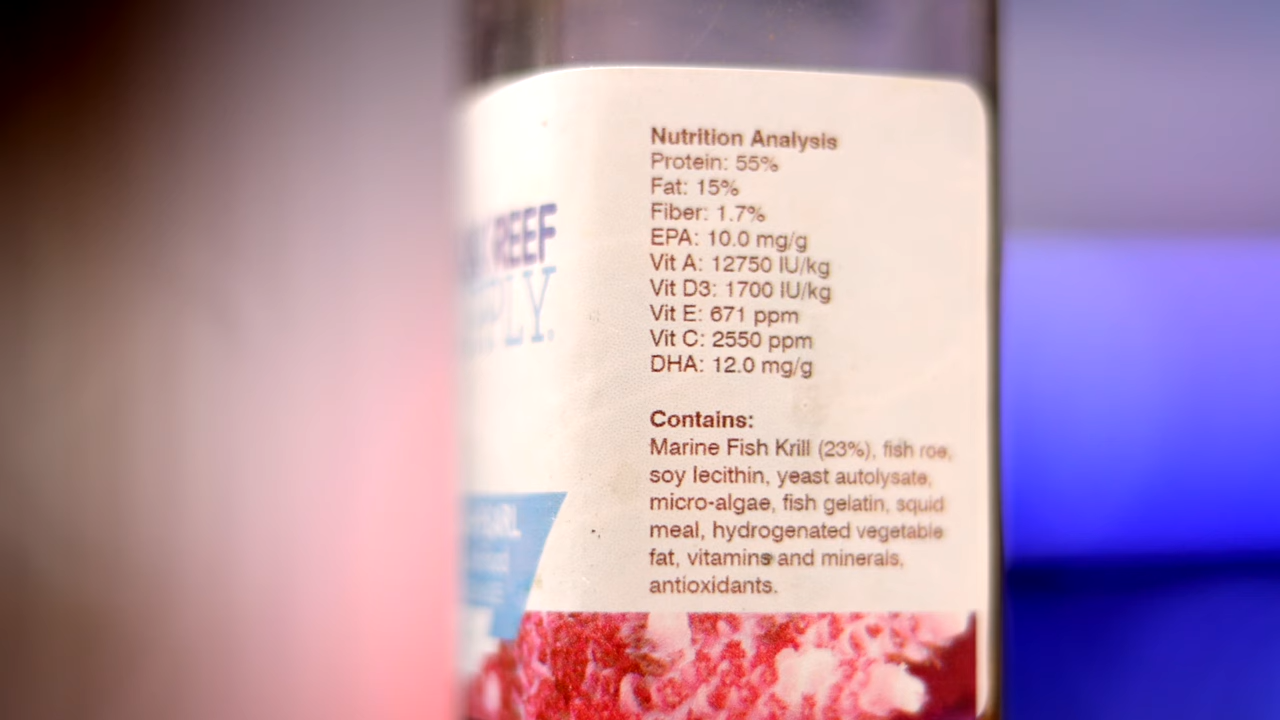 REEF
PLY.
Nutrition Analysis
Protein: 55%
Fat: 15%
Fiber: 1.7%
EPA: 10.0 mg/g
Vit A: 12750 IU/kg
Vit D3: 1700 IU/kg
Vit E: 671 ppm
Vit C: 2550 ppm
DHA: 12.0 mg/g
Contains:
Marine Fish Krill (23%), fish roe,
soy lecithin, yeast autolysate,
micro-algae, fish gelatin, squid
meal, hydrogenated vegetable
fat, vitamins and minerals,
antioxidants.